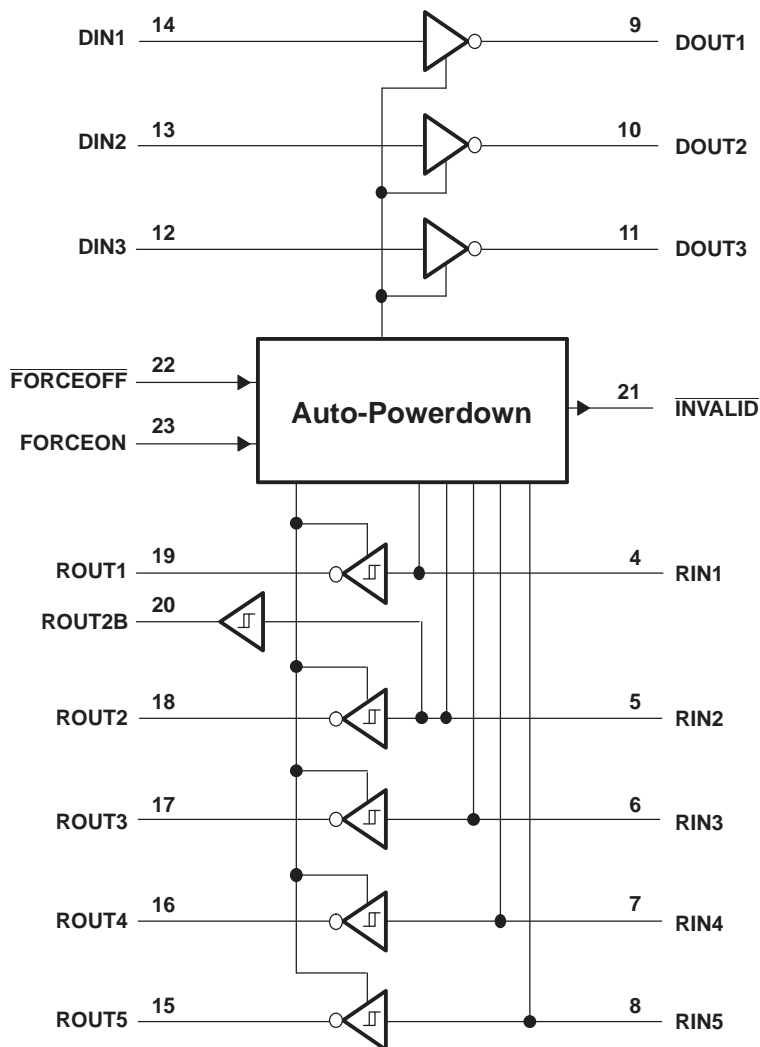 DIN1 14 9 DOUT1
DIN2 13 10 DOUT2
DIN3 12 11 DOUT3
FORCEOFF 22
Auto-Powerdown
21 INVALID
FORCEON 23
ROUT1 19 4 RIN1
ROUT2B 20
ROUT2 18 5 RIN2
ROUT3 17 6 RIN3
ROUT4 16 7 RIN4
ROUT5 15 8 RIN5